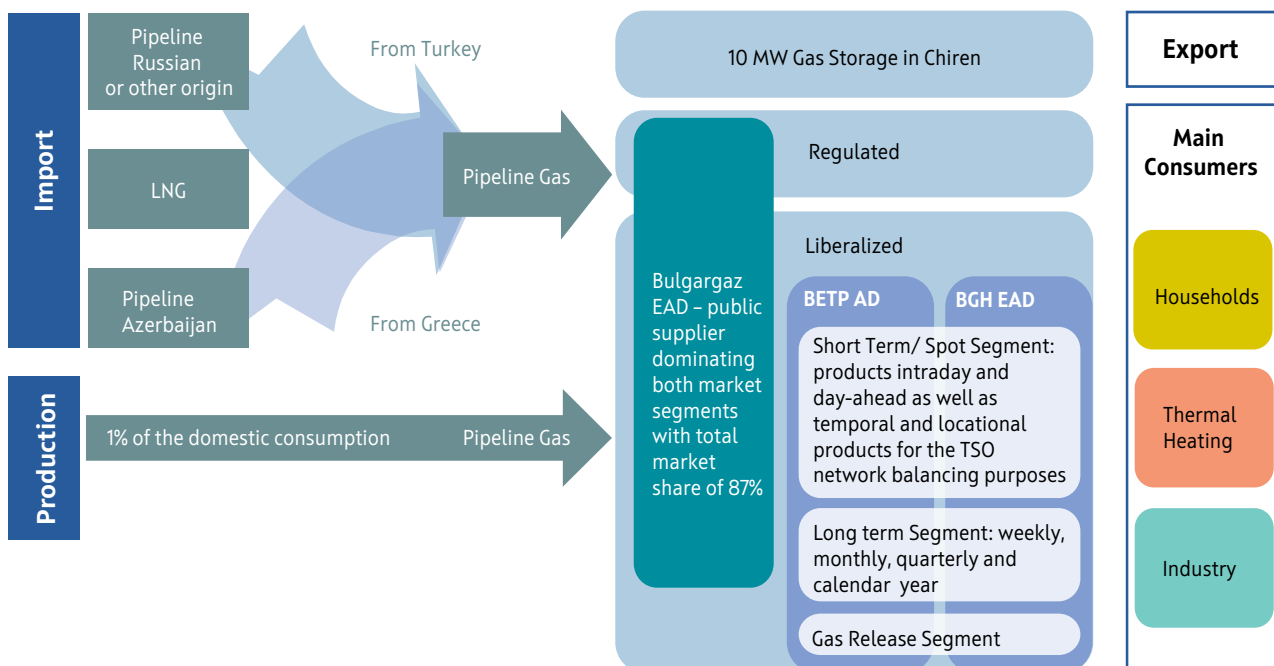 Import
Pipeline
Russian
or other origin
LNG
Pipeline
Azerbaijan
From Turkey
From Greece
Pipeline Gas
Production
1% of the domestic consumption
Pipeline Gas
10 MW Gas Storage in Chiren
Regulated
Liberalized
Bulgargaz
EAD – public
supplier
dominating
both market
segments
with total
market
share of 87%
BETP AD
BGH EAD
Short Term/ Spot Segment:
products intraday and
day-ahead as well as
temporal and locational
products for the TSO
network balancing purposes
Long term Segment: weekly,
monthly, quarterly and
calendar year
Gas Release Segment
Export
Main
Consumers
Households
Thermal
Heating
Industry